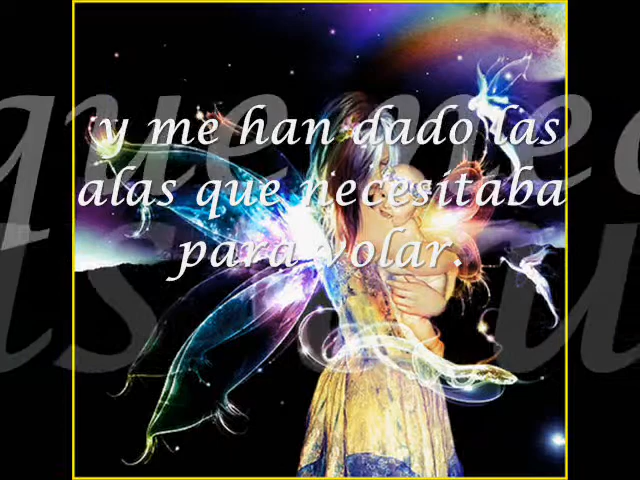 y me han dado las
alas que necesitaba
para volar.